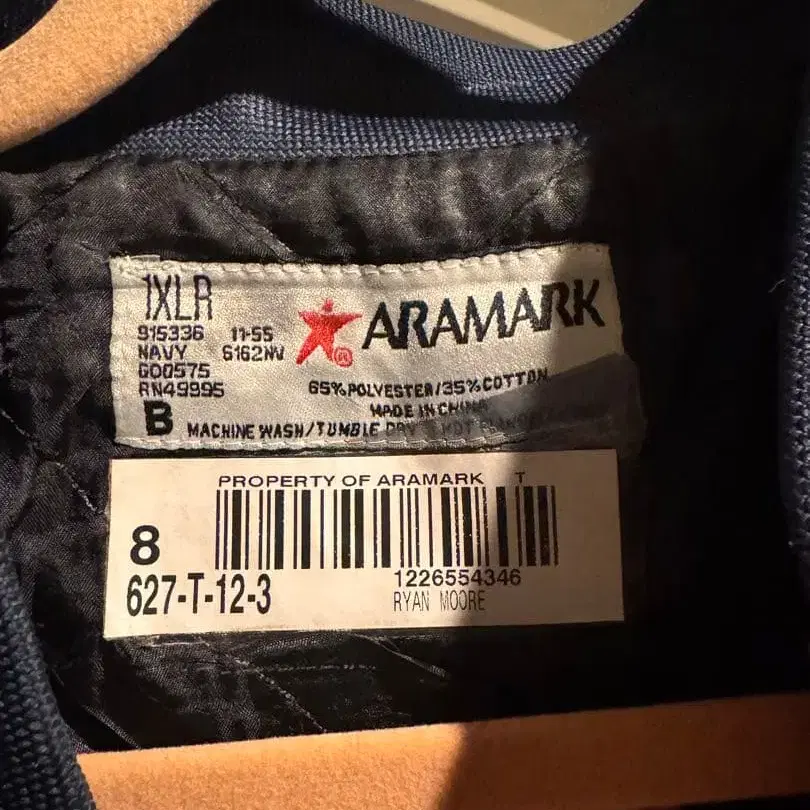 1XLR
915336 11-55
NAVY 6162NV
GO0575
RN49995
B
ARAMARK
®
65% POLYESTER/35% COTTON
MADE IN CHINA
MACHINE WASH/TUMBLE DRY
PROPERTY OF ARAMARK T
8
627-T-12-3
1226554346
RYAN MOORE